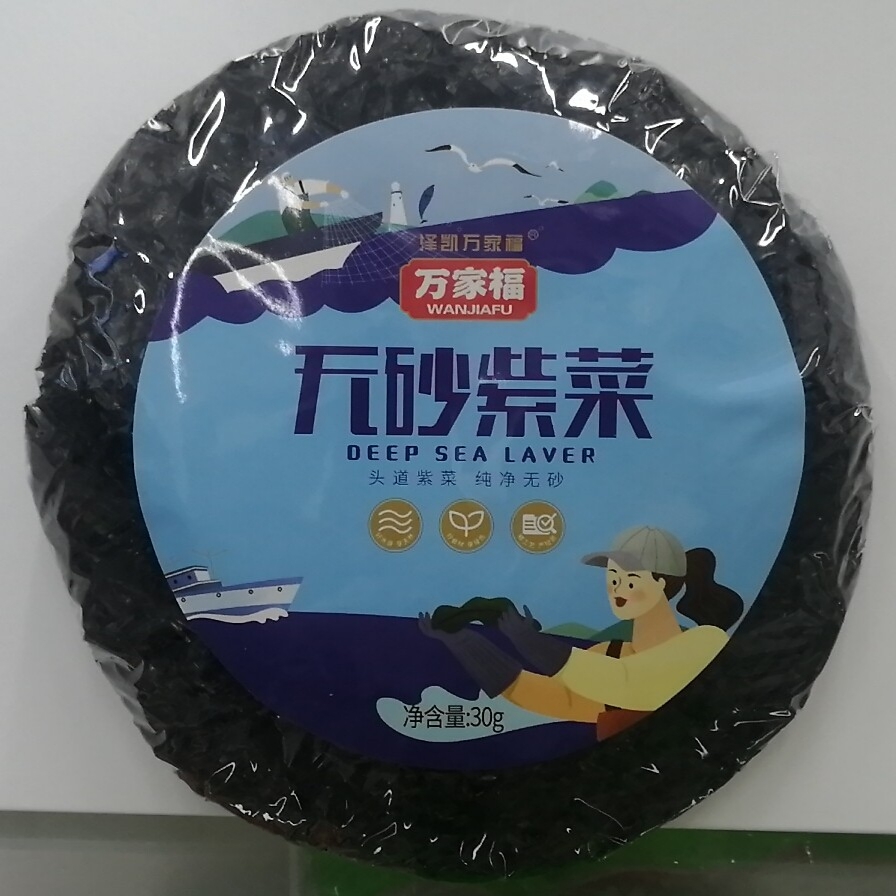 泽凯万家福®
万家福
WANJIAFU
无砂紫菜
DEEP SEA LAVER
头道紫菜 纯净无砂
净含量:30g